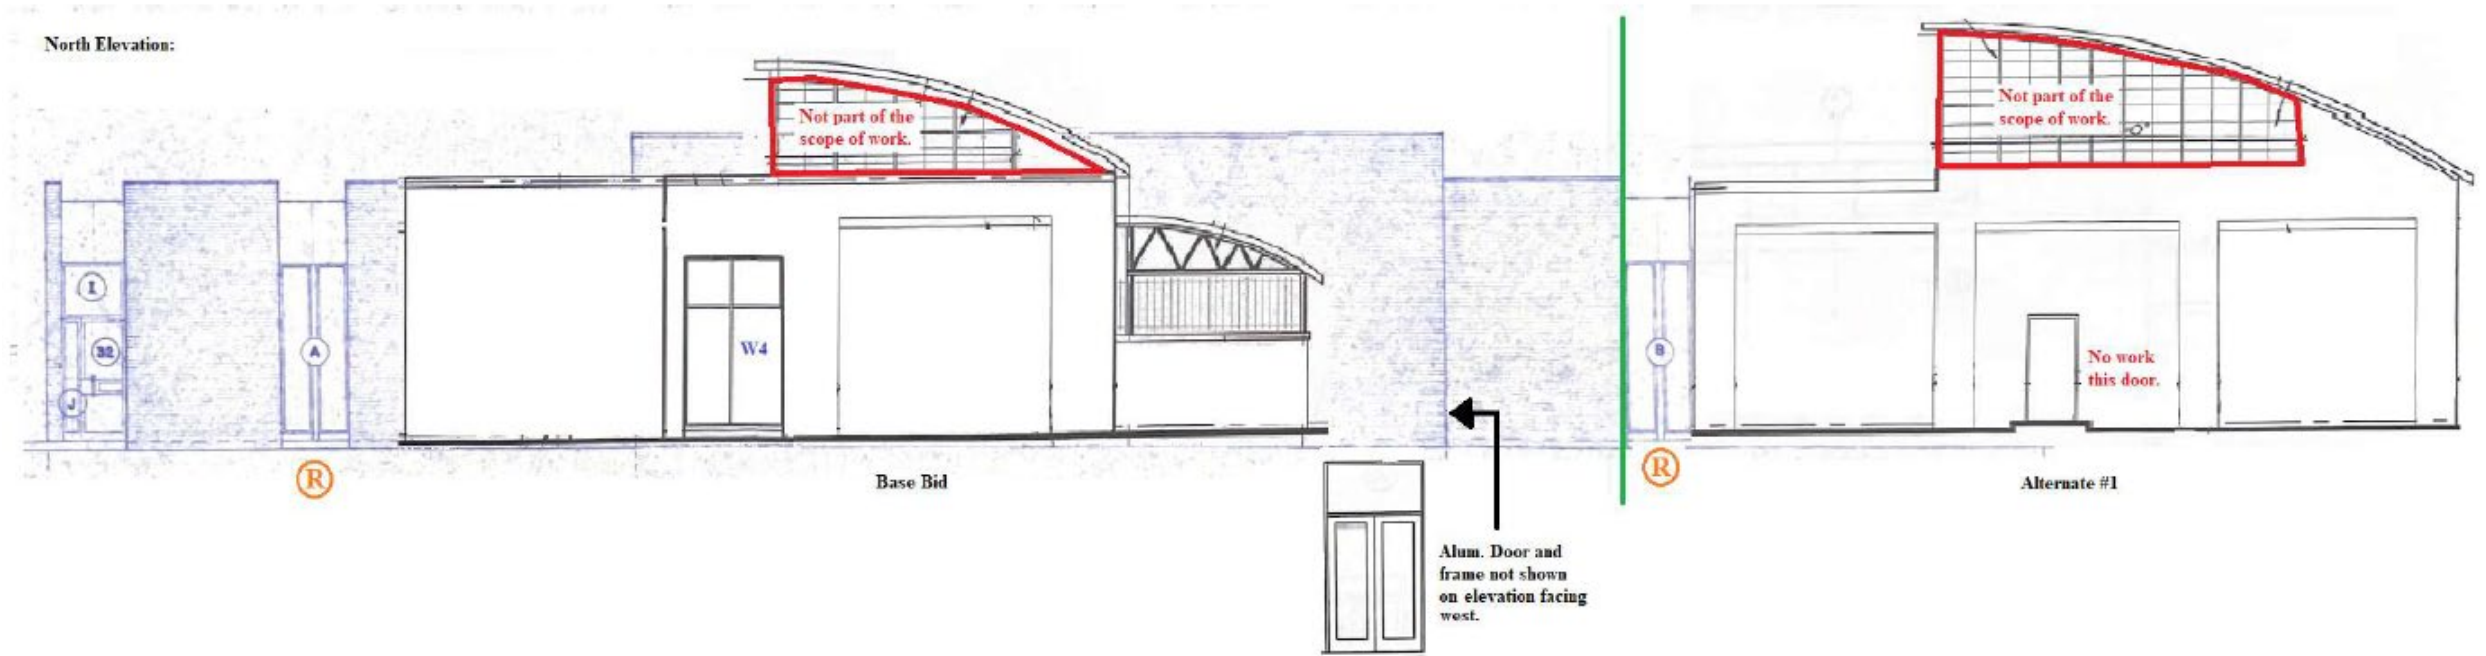 North Elevation:
Not part of the
scope of work.
I
32
J
A
W4
R
Base Bid
Alum. Door and
frame not shown
on elevation facing
west.
Not part of the
scope of work.
B
No work
this door.
R
Alternate #1